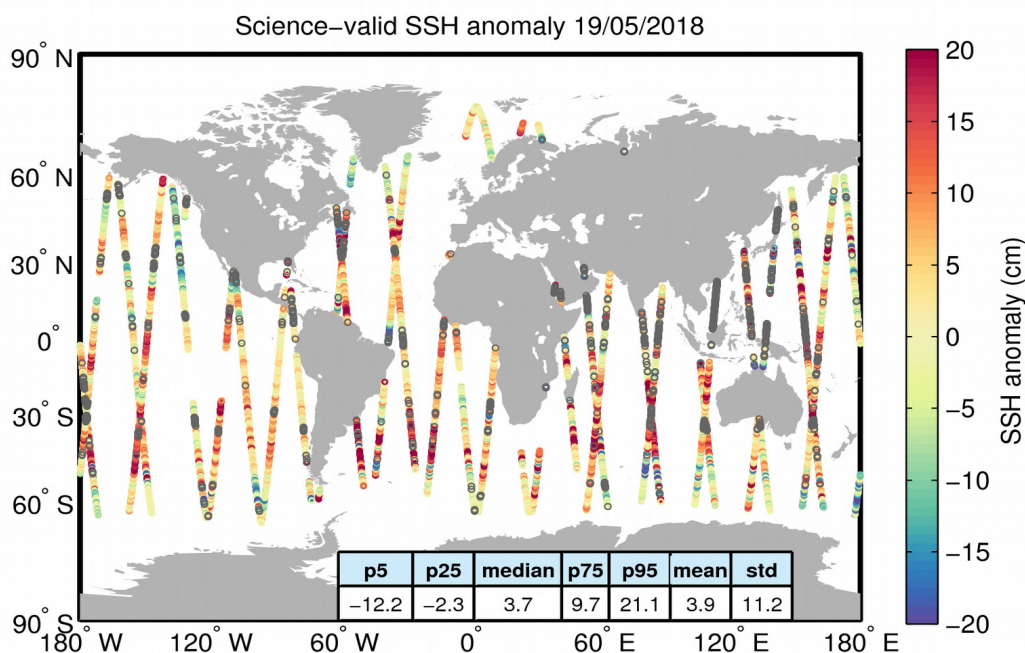 Science−valid SSH anomaly 19/05/2018
90° N
60° N
30° N
0°
30° S
60° S
90° S
180° W
120° W
60° W
0°
60° E
120° E
180° E
p5 p25 median p75 p95 mean std
−12.2 −2.3 3.7 9.7 21.1 3.9 11.2
20
15
10
5
0
−5
−10
−15
−20
SSH anomaly (cm)